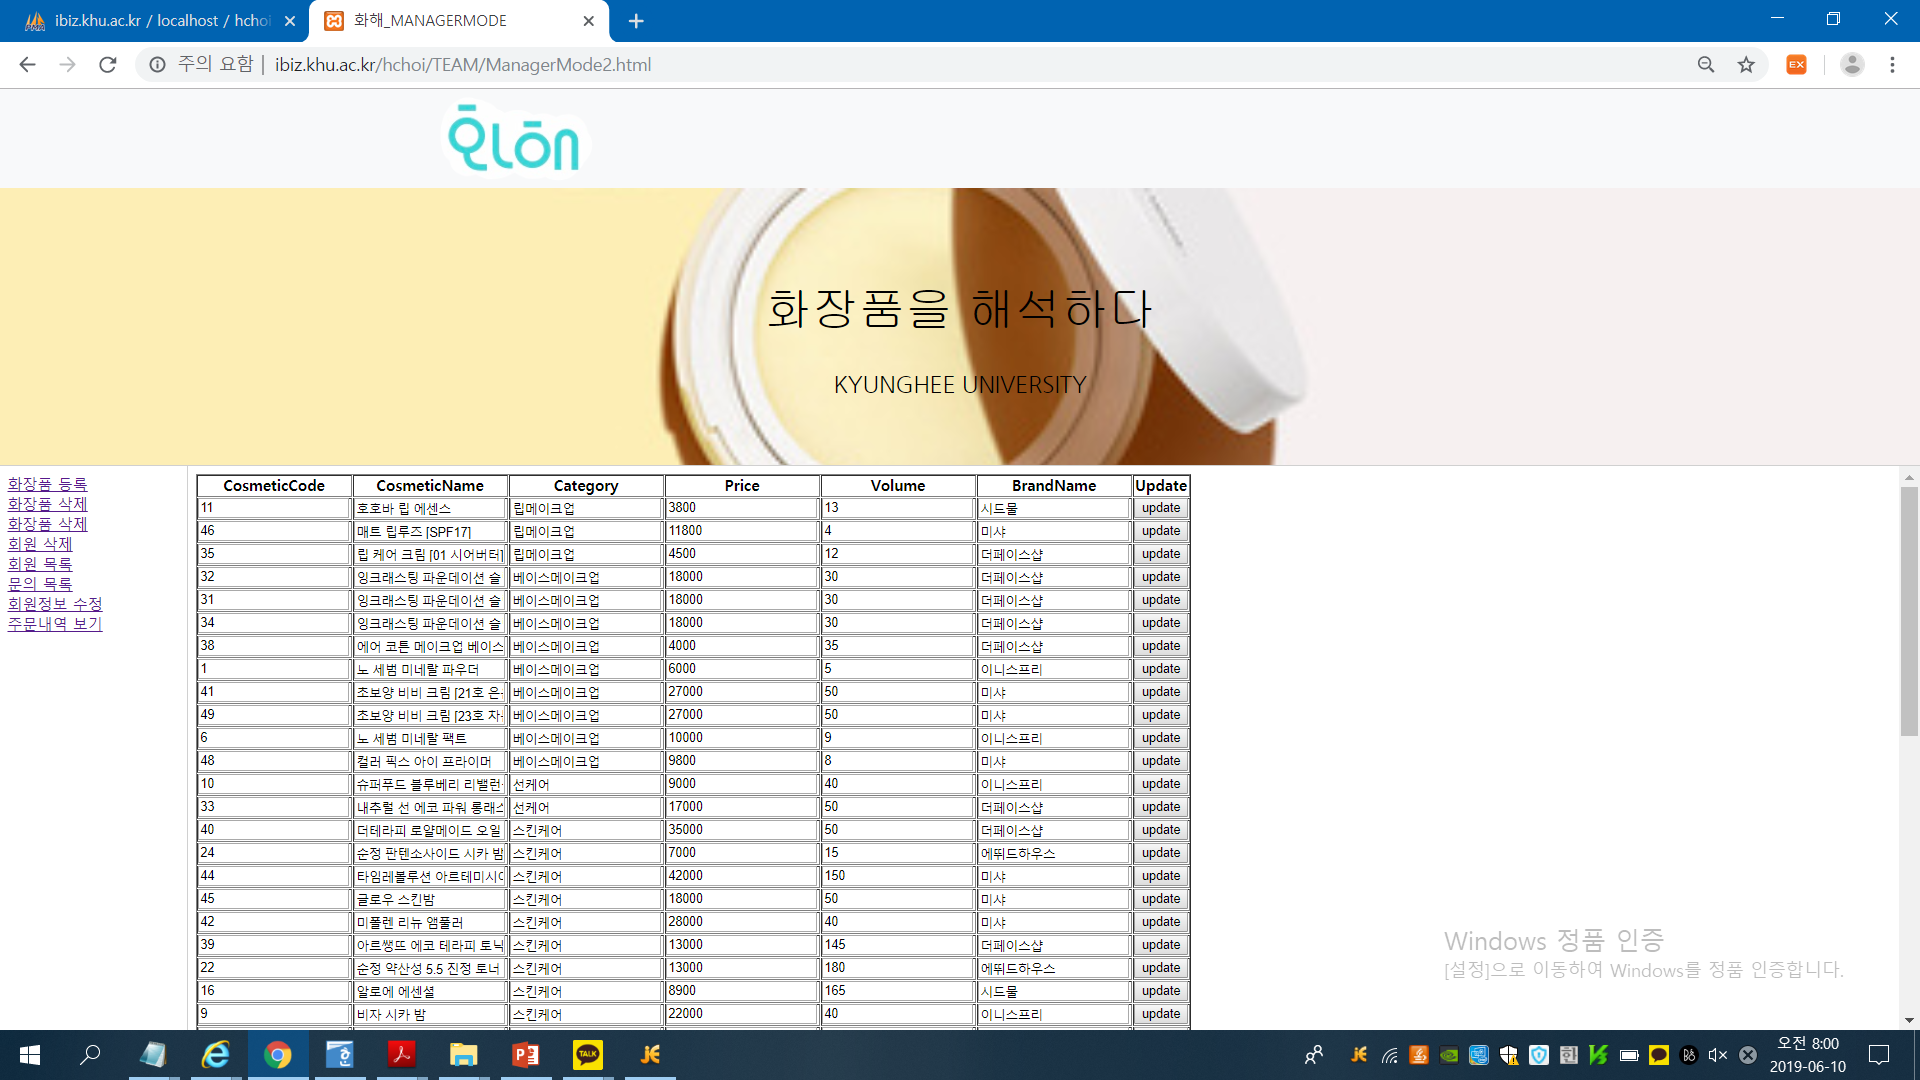 ibiz.khu.ac.kr / localhost / hchoi
화해_MANAGERMODE
주의 요함 | ibiz.khu.ac.kr/hchoi/TEAM/ManagerMode2.html
EX
화장품을 해석하다
KYUNGHEE UNIVERSITY
화장품 등록
화장품 삭제
화장품 삭제
회원 삭제
회원 목록
문의 목록
회원정보 수정
주문내역 보기
CosmeticCode CosmeticName Category Price Volume BrandName Update
11 호호바 립 에센스 립메이크업 3800 13 시드물 update
46 매트 립루즈 [SPF17] 립메이크업 11800 4 미샤 update
35 립 케어 크림 [01 시어버터] 립메이크업 4500 12 더페이스샵 update
32 잉크래스팅 파운데이션 슬 베이스메이크업 18000 30 더페이스샵 update
31 잉크래스팅 파운데이션 슬 베이스메이크업 18000 30 더페이스샵 update
34 잉크래스팅 파운데이션 슬 베이스메이크업 18000 30 더페이스샵 update
38 에어 코튼 메이크업 베이스 베이스메이크업 4000 35 더페이스샵 update
1 노 세범 미네랄 파우더 베이스메이크업 6000 5 이니스프리 update
41 초보양 비비 크림 [21호 온 베이스메이크업 27000 50 미샤 update
49 초보양 비비 크림 [23호 차 베이스메이크업 27000 50 미샤 update
6 노 세범 미네랄 팩트 베이스메이크업 10000 9 이니스프리 update
48 컬러 픽스 아이 프라이머 베이스메이크업 9800 8 미샤 update
10 슈퍼푸드 블루베리 리밸런 선케어 9000 40 이니스프리 update
33 내추럴 선 에코 파워 롱래스 선케어 17000 50 더페이스샵 update
40 더테라피 로얄메이드 오일 스킨케어 35000 50 더페이스샵 update
24 순정 판텐소사이드 시카 밤 스킨케어 7000 15 에뛰드하우스 update
44 타임레볼루션 아르테미시 스킨케어 42000 150 미샤 update
45 글로우 스킨밤 스킨케어 18000 50 미샤 update
42 미폴렌 리뉴 앰플러 스킨케어 28000 40 미샤 update
39 아르쌩뜨 에코 테라피 토닉 스킨케어 13000 145 더페이스샵 update
22 순정 약산성 5.5 진정 토너 스킨케어 13000 180 에뛰드하우스 update
16 알로에 에센셜 스킨케어 8900 165 시드물 update
9 비자 시카 밤 스킨케어 22000 40 이니스프리 update
Windows 정품 인증
[설정]으로 이동하여 Windows를 정품 인증합니다.
TALK
오전 8:00
2019-06-10